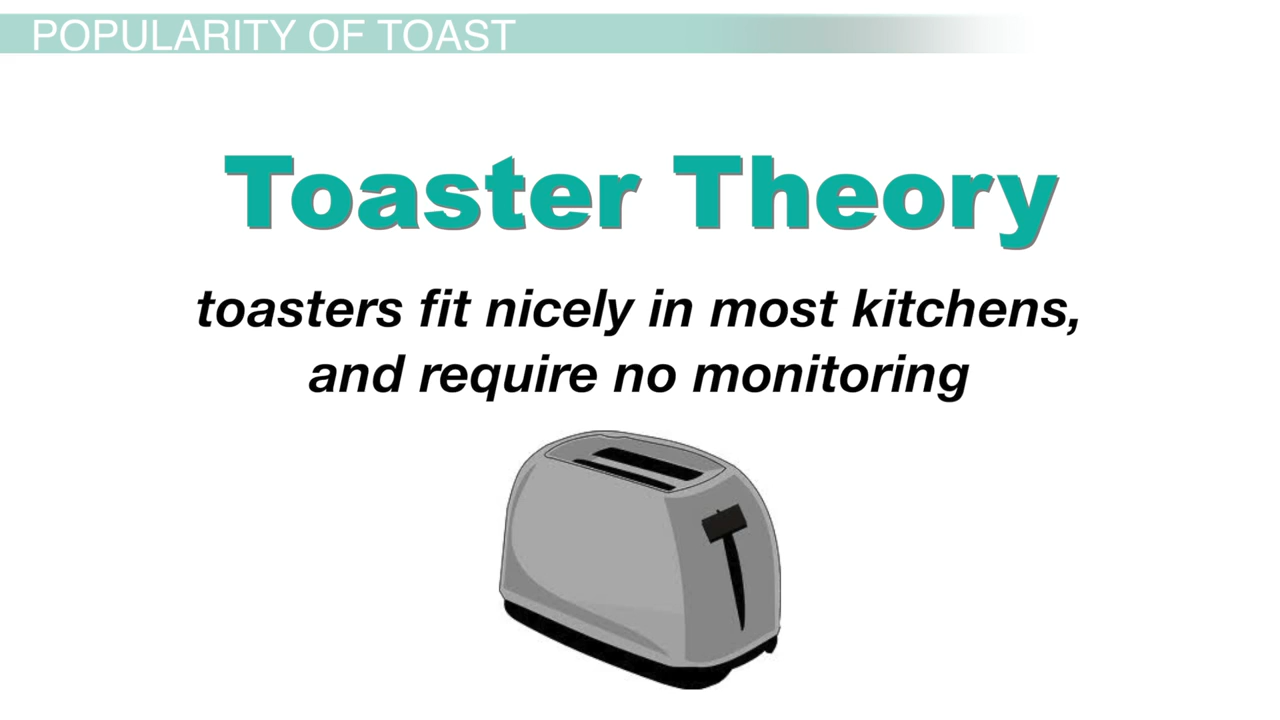 POPULARITY OF TOAST
Toaster Theory
toasters fit nicely in most kitchens,
and require no monitoring